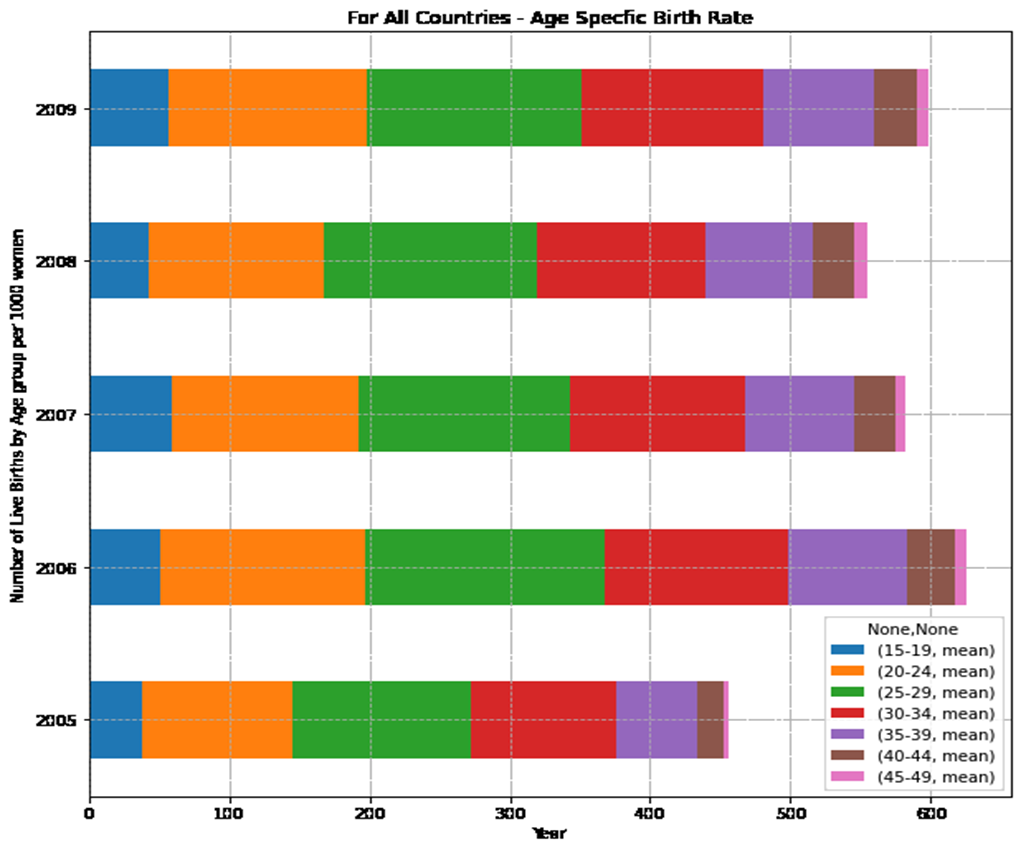 For All Countries - Age Specfic Birth Rate
Number of Live Births by Age group per 1000 women
2009
2008
2007
2006
2005
0 100 200 300 400 500 600
Year
None,None
(15-19, mean)
(20-24, mean)
(25-29, mean)
(30-34, mean)
(35-39, mean)
(40-44, mean)
(45-49, mean)